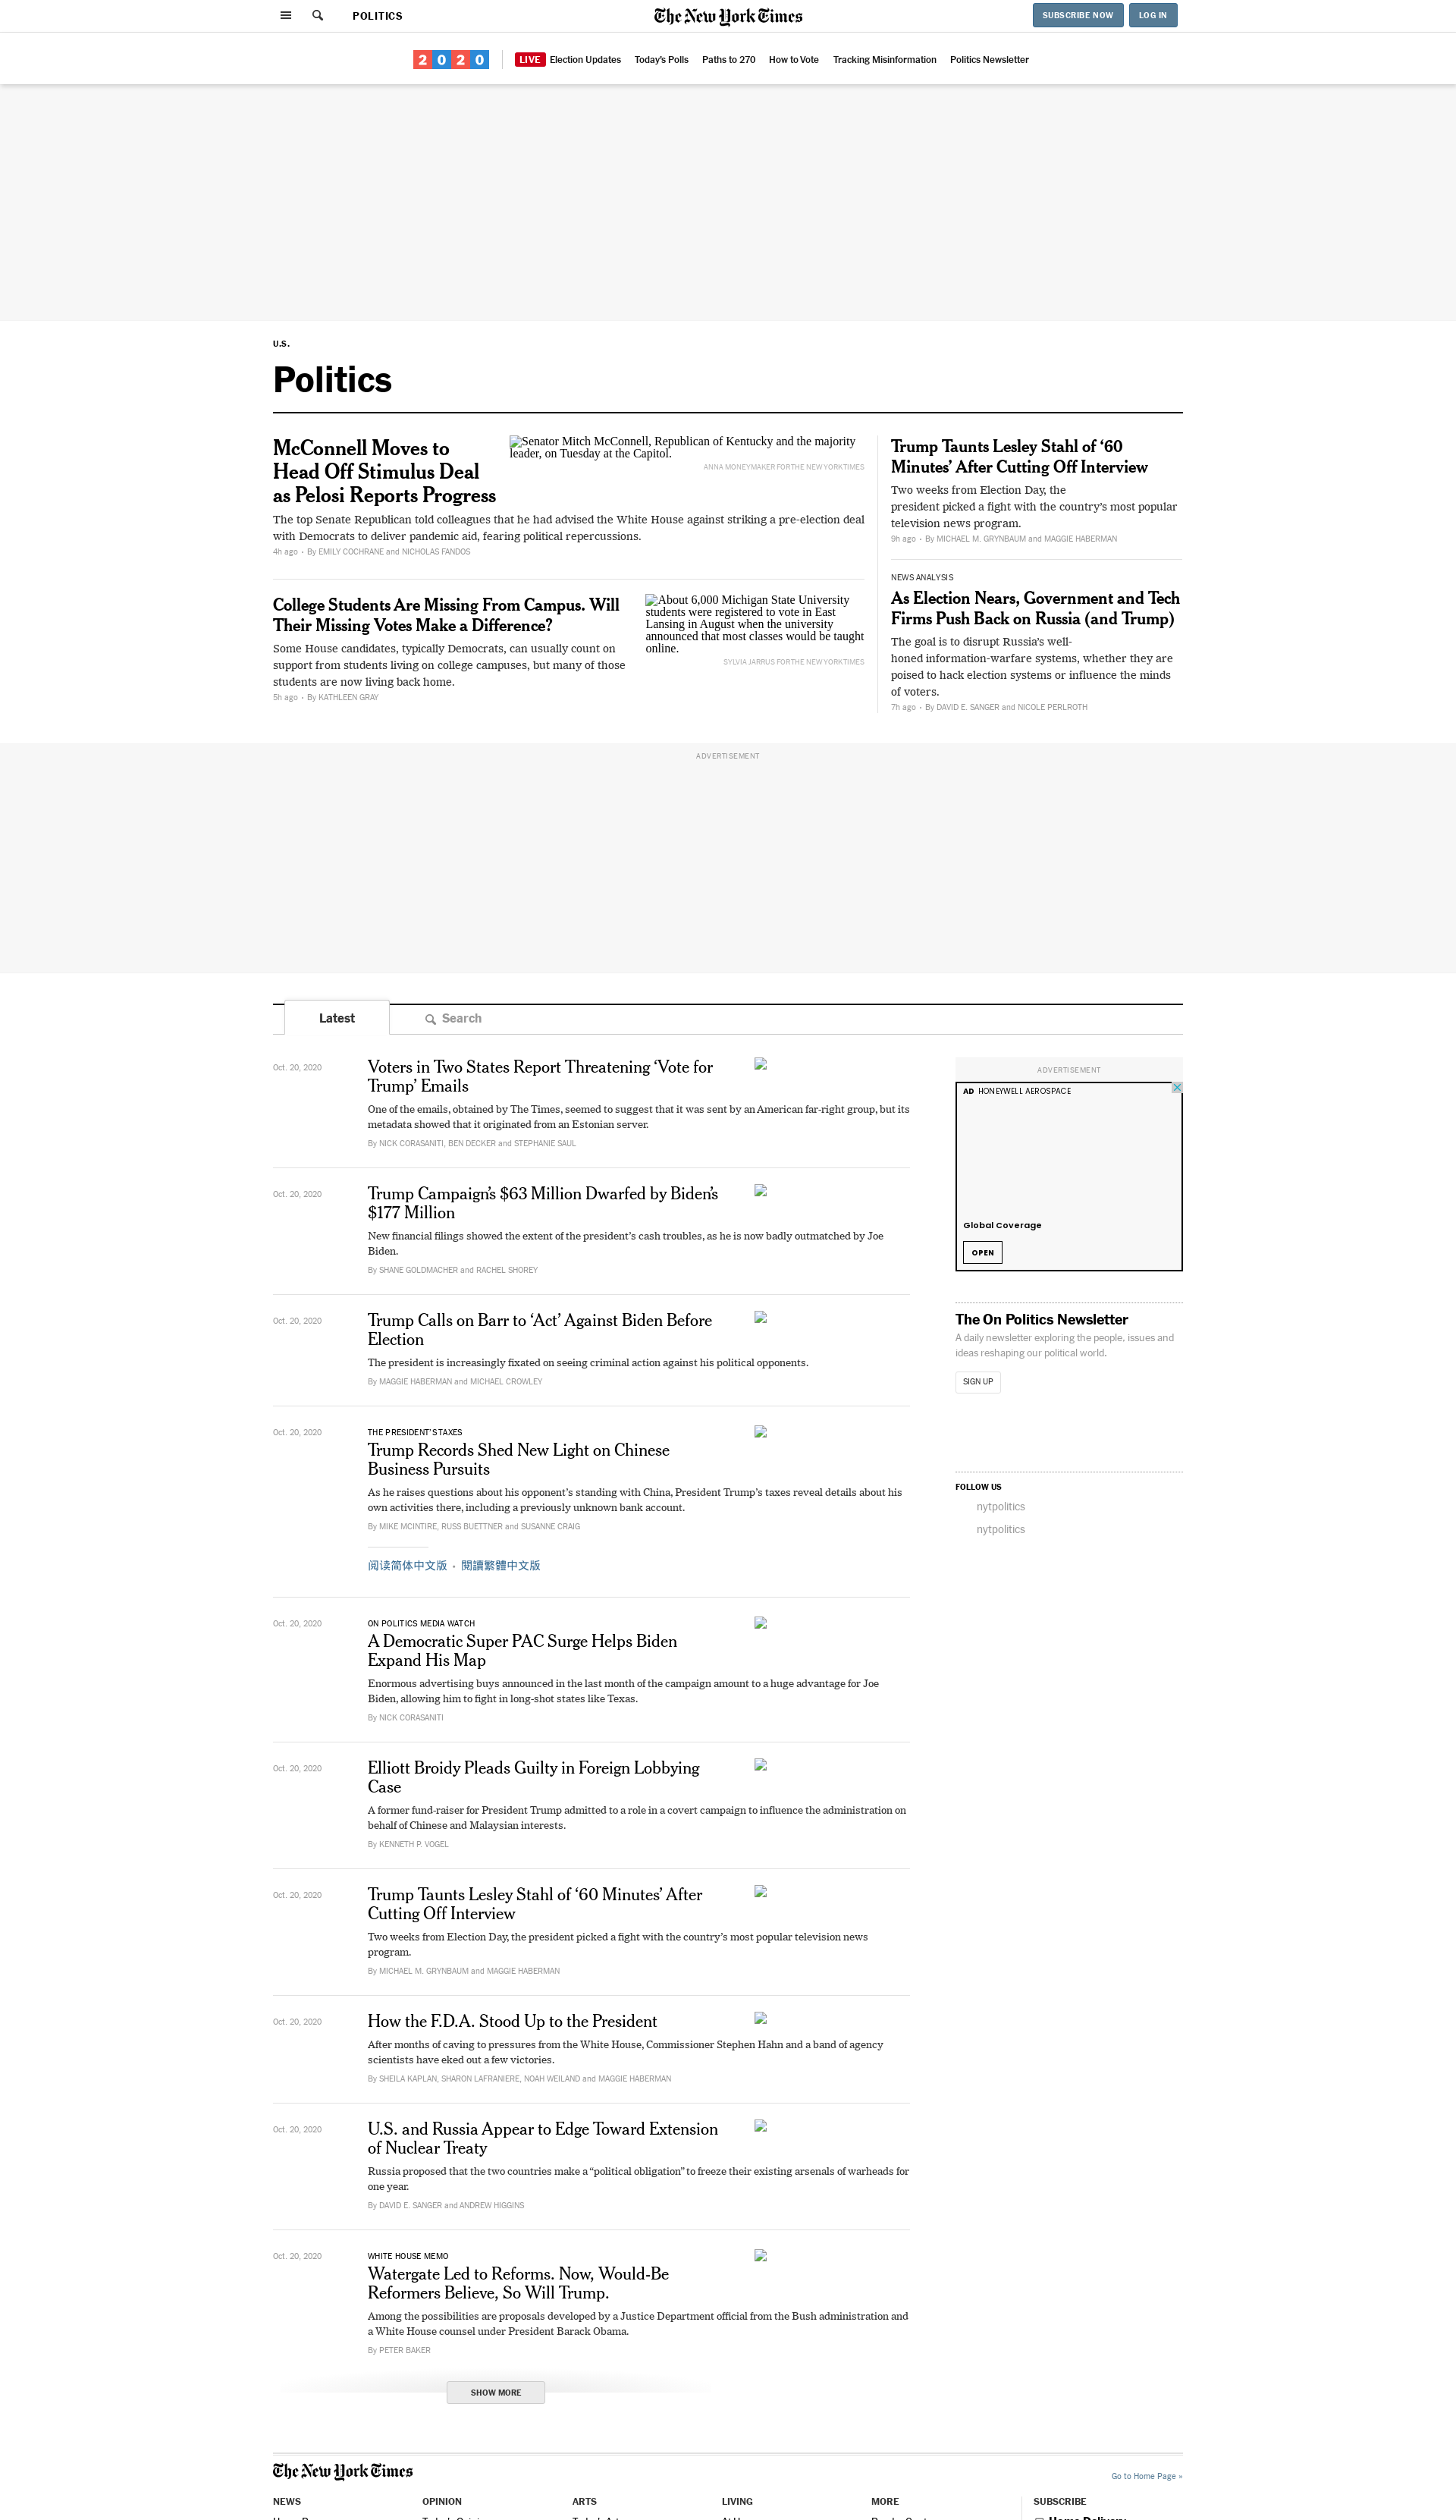 POLITICS
The New York Times
SUBSCRIBE NOW
LOG IN
2020
LIVE Election Updates
Today's Polls
Paths to 270
How to Vote
Tracking Misinformation
Politics Newsletter
U.S.
Politics
McConnell Moves to
Head Off Stimulus Deal
as Pelosi Reports Progress
Senator Mitch McConnell, Republican of Kentucky and the majority
leader, on Tuesday at the Capitol.
ANNA MONEYMAKER FOR THE NEW YORK TIMES
The top Senate Republican told colleagues that he had advised the White House against striking a pre-election deal
with Democrats to deliver pandemic aid, fearing political repercussions.
4h ago • By EMILY COCHRANE and NICHOLAS FANDOS
College Students Are Missing From Campus. Will
Their Missing Votes Make a Difference?
Some House candidates, typically Democrats, can usually count on
support from students living on college campuses, but many of those
students are now living back home.
5h ago • By KATHLEEN GRAY
About 6,000 Michigan State University
students were registered to vote in East
Lansing in August when the university
announced that most classes would be taught
online.
SYLVIA JARRUS FOR THE NEW YORK TIMES
Trump Taunts Lesley Stahl of ‘60
Minutes’ After Cutting Off Interview
Two weeks from Election Day, the
president picked a fight with the country’s most popular
television news program.
9h ago • By MICHAEL M. GRYNBAUM and MAGGIE HABERMAN
NEWS ANALYSIS
As Election Nears, Government and Tech
Firms Push Back on Russia (and Trump)
The goal is to disrupt Russia’s well-
honed information-warfare systems, whether they are
poised to hack election systems or influence the minds
of voters.
7h ago • By DAVID E. SANGER and NICOLE PERLROTH
ADVERTISEMENT
Latest
Search
Oct. 20, 2020
Voters in Two States Report Threatening ‘Vote for
Trump’ Emails
One of the emails, obtained by The Times, seemed to suggest that it was sent by an American far-right group, but its
metadata showed that it originated from an Estonian server.
By NICK CORASANITI, BEN DECKER and STEPHANIE SAUL
Oct. 20, 2020
Trump Campaign’s $63 Million Dwarfed by Biden’s
$177 Million
New financial filings showed the extent of the president’s cash troubles, as he is now badly outmatched by Joe
Biden.
By SHANE GOLDMACHER and RACHEL SHOREY
Oct. 20, 2020
Trump Calls on Barr to ‘Act’ Against Biden Before
Election
The president is increasingly fixated on seeing criminal action against his political opponents.
By MAGGIE HABERMAN and MICHAEL CROWLEY
Oct. 20, 2020
THE PRESIDENT’S TAXES
Trump Records Shed New Light on Chinese
Business Pursuits
As he raises questions about his opponent’s standing with China, President Trump’s taxes reveal details about his
own activities there, including a previously unknown bank account.
By MIKE MCINTIRE, RUSS BUETTNER and SUSANNE CRAIG
阅读简体中文版 • 閱讀繁體中文版
Oct. 20, 2020
ON POLITICS MEDIA WATCH
A Democratic Super PAC Surge Helps Biden
Expand His Map
Enormous advertising buys announced in the last month of the campaign amount to a huge advantage for Joe
Biden, allowing him to fight in long-shot states like Texas.
By NICK CORASANITI
Oct. 20, 2020
Elliott Broidy Pleads Guilty in Foreign Lobbying
Case
A former fund-raiser for President Trump admitted to a role in a covert campaign to influence the administration on
behalf of Chinese and Malaysian interests.
By KENNETH P. VOGEL
Oct. 20, 2020
Trump Taunts Lesley Stahl of ‘60 Minutes’ After
Cutting Off Interview
Two weeks from Election Day, the president picked a fight with the country’s most popular television news
program.
By MICHAEL M. GRYNBAUM and MAGGIE HABERMAN
Oct. 20, 2020
How the F.D.A. Stood Up to the President
After months of caving to pressures from the White House, Commissioner Stephen Hahn and a band of agency
scientists have eked out a few victories.
By SHEILA KAPLAN, SHARON LAFRANIERE, NOAH WEILAND and MAGGIE HABERMAN
Oct. 20, 2020
U.S. and Russia Appear to Edge Toward Extension
of Nuclear Treaty
Russia proposed that the two countries make a “political obligation” to freeze their existing arsenals of warheads for
one year.
By DAVID E. SANGER and ANDREW HIGGINS
Oct. 20, 2020
WHITE HOUSE MEMO
Watergate Led to Reforms. Now, Would-Be
Reformers Believe, So Will Trump.
Among the possibilities are proposals developed by a Justice Department official from the Bush administration and
a White House counsel under President Barack Obama.
By PETER BAKER
SHOW MORE
ADVERTISEMENT
AD HONEYWELL AEROSPACE
Global Coverage
OPEN
The On Politics Newsletter
A daily newsletter exploring the people, issues and
ideas reshaping our political world.
SIGN UP
FOLLOW US
nytpolitics
nytpolitics
The New York Times
Go to Home Page »
NEWS
OPINION
ARTS
LIVING
MORE
SUBSCRIBE